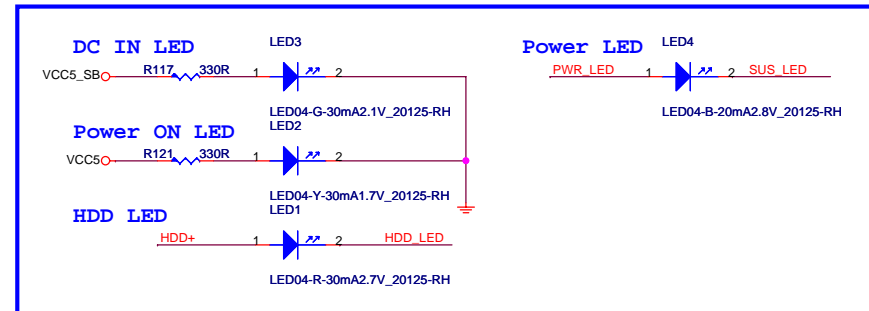 DC IN LED
LED3
VCC5_SB
R117
330R
1
2
LED04-G-30mA2.1V_20125-RH
Power ON LED
LED2
VCC5
R121
330R
1
2
LED04-Y-30mA1.7V_20125-RH
HDD LED
LED1
HDD+
1
2
HDD_LED
LED04-R-30mA2.7V_20125-RH
Power LED
LED4
PWR_LED
1
2
SUS_LED
LED04-B-20mA2.8V_20125-RH